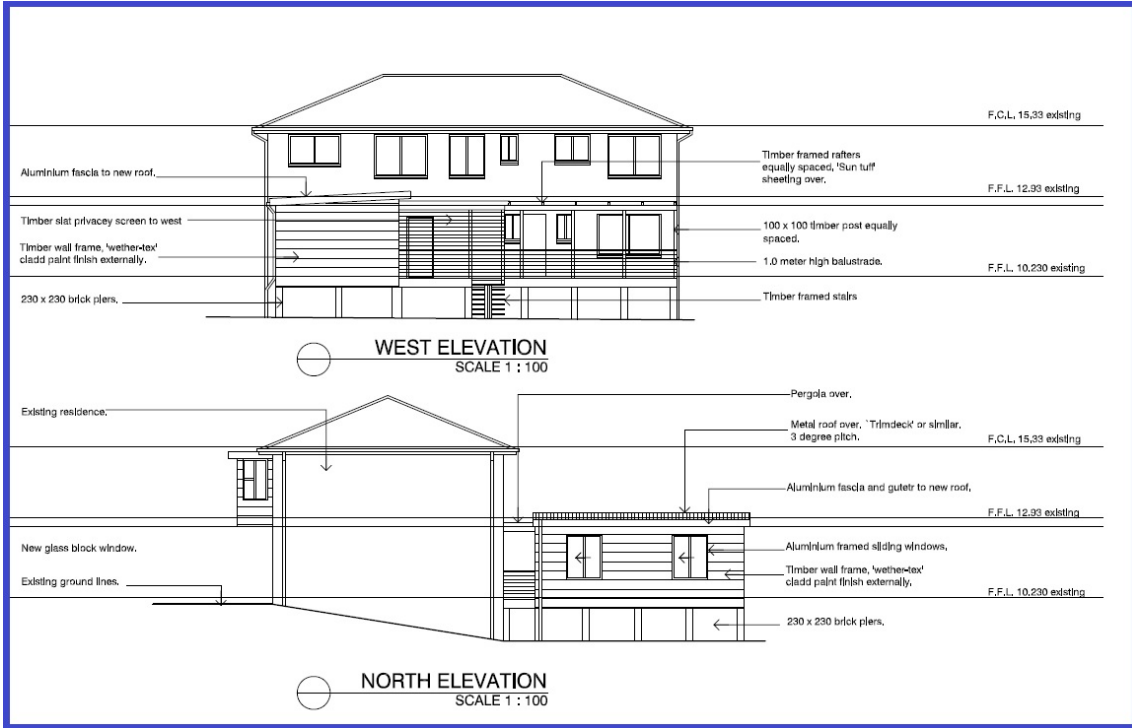 F.C.L. 15.33 existing
Aluminium fascia to new roof.
Timber framed rafters
equally spaced, 'Sun tuff'
sheeting over.
F.F.L. 12.93 existing
Timber slat privacey screen to west
100 x 100 timber post equally
spaced.
Timber wall frame, 'wether-tex'
cladd paint finish externally.
1.0 meter high balustrade.
F.F.L. 10.230 existing
230 x 230 brick piers.
Timber framed stairs
WEST ELEVATION
SCALE 1 : 100
Pergola over.
Existing residence.
Metal roof over. `Trimdeck' or similar.
3 degree pitch.
F.C.L. 15.33 existing
Aluminium fascia and gutetr to new roof.
F.F.L. 12.93 existing
New glass block window.
Aluminium framed sliding windows.
Timber wall frame, 'wether-tex'
cladd paint finish externally.
Existing ground lines.
F.F.L. 10.230 existing
230 x 230 brick piers.
NORTH ELEVATION
SCALE 1 : 100